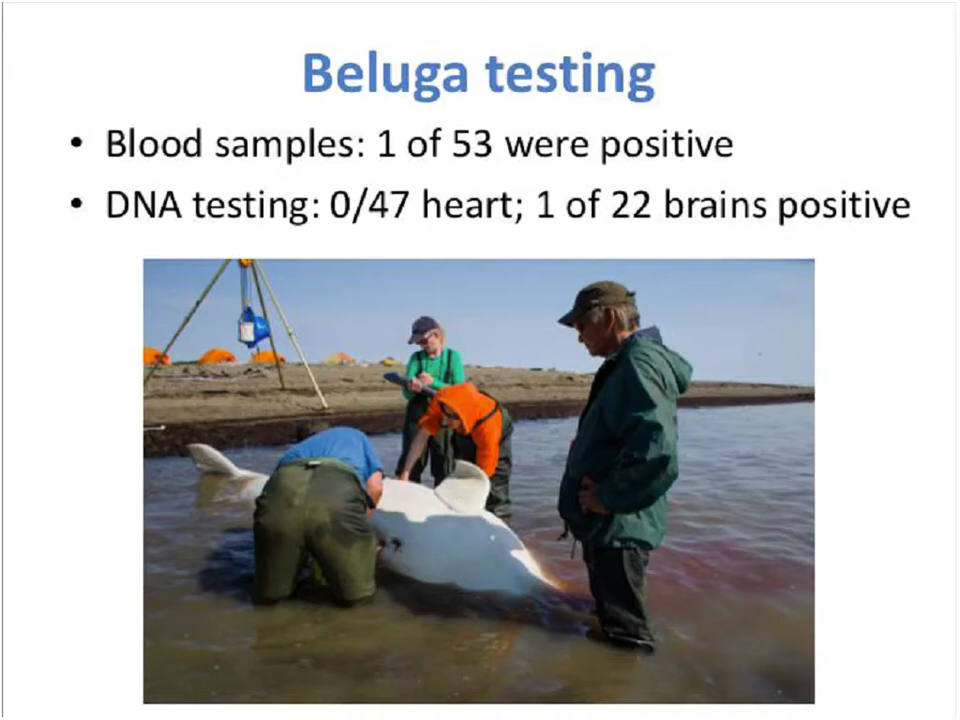 Beluga testing
• Blood samples: 1 of 53 were positive
• DNA testing: 0/47 heart; 1 of 22 brains positive